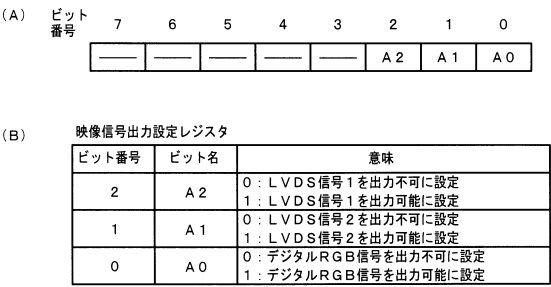 (A) ビット番号 7 6 5 4 3 2 1 0
A2 A1 A0
(B) 映像信号出力設定レジスタ
ビット番号 ビット名 意味
2 A2 0:LVDS信号1を出力不可に設定
1:LVDS信号1を出力可能に設定
1 A1 0:LVDS信号2を出力不可に設定
1:LVDS信号2を出力可能に設定
0 A0 0:デジタルRGB信号を出力不可に設定
1:デジタルRGB信号を出力可能に設定